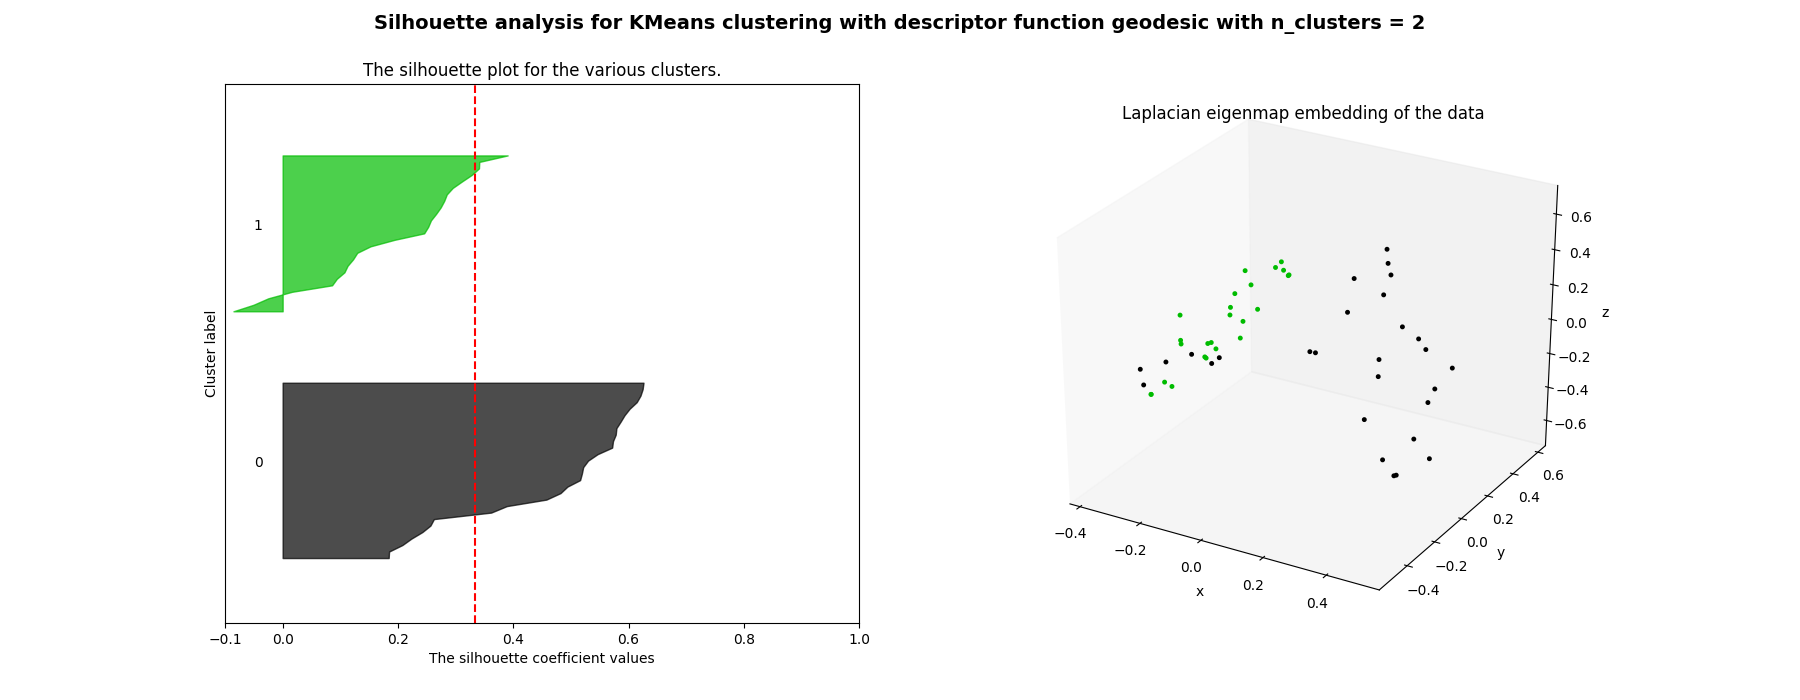 Silhouette analysis for KMeans clustering with descriptor function geodesic with n_clusters = 2
The silhouette plot for the various clusters.
1
0
Cluster label
−0.1 0.0 0.2 0.4 0.6 0.8 1.0
The silhouette coefficient values
Laplacian eigenmap embedding of the data
0.6
0.4
0.2
0.0
−0.2
−0.4
−0.6
z
0.6
0.4
0.2
0.0
−0.2
−0.4
y
−0.4
−0.2
0.0
0.2
0.4
x